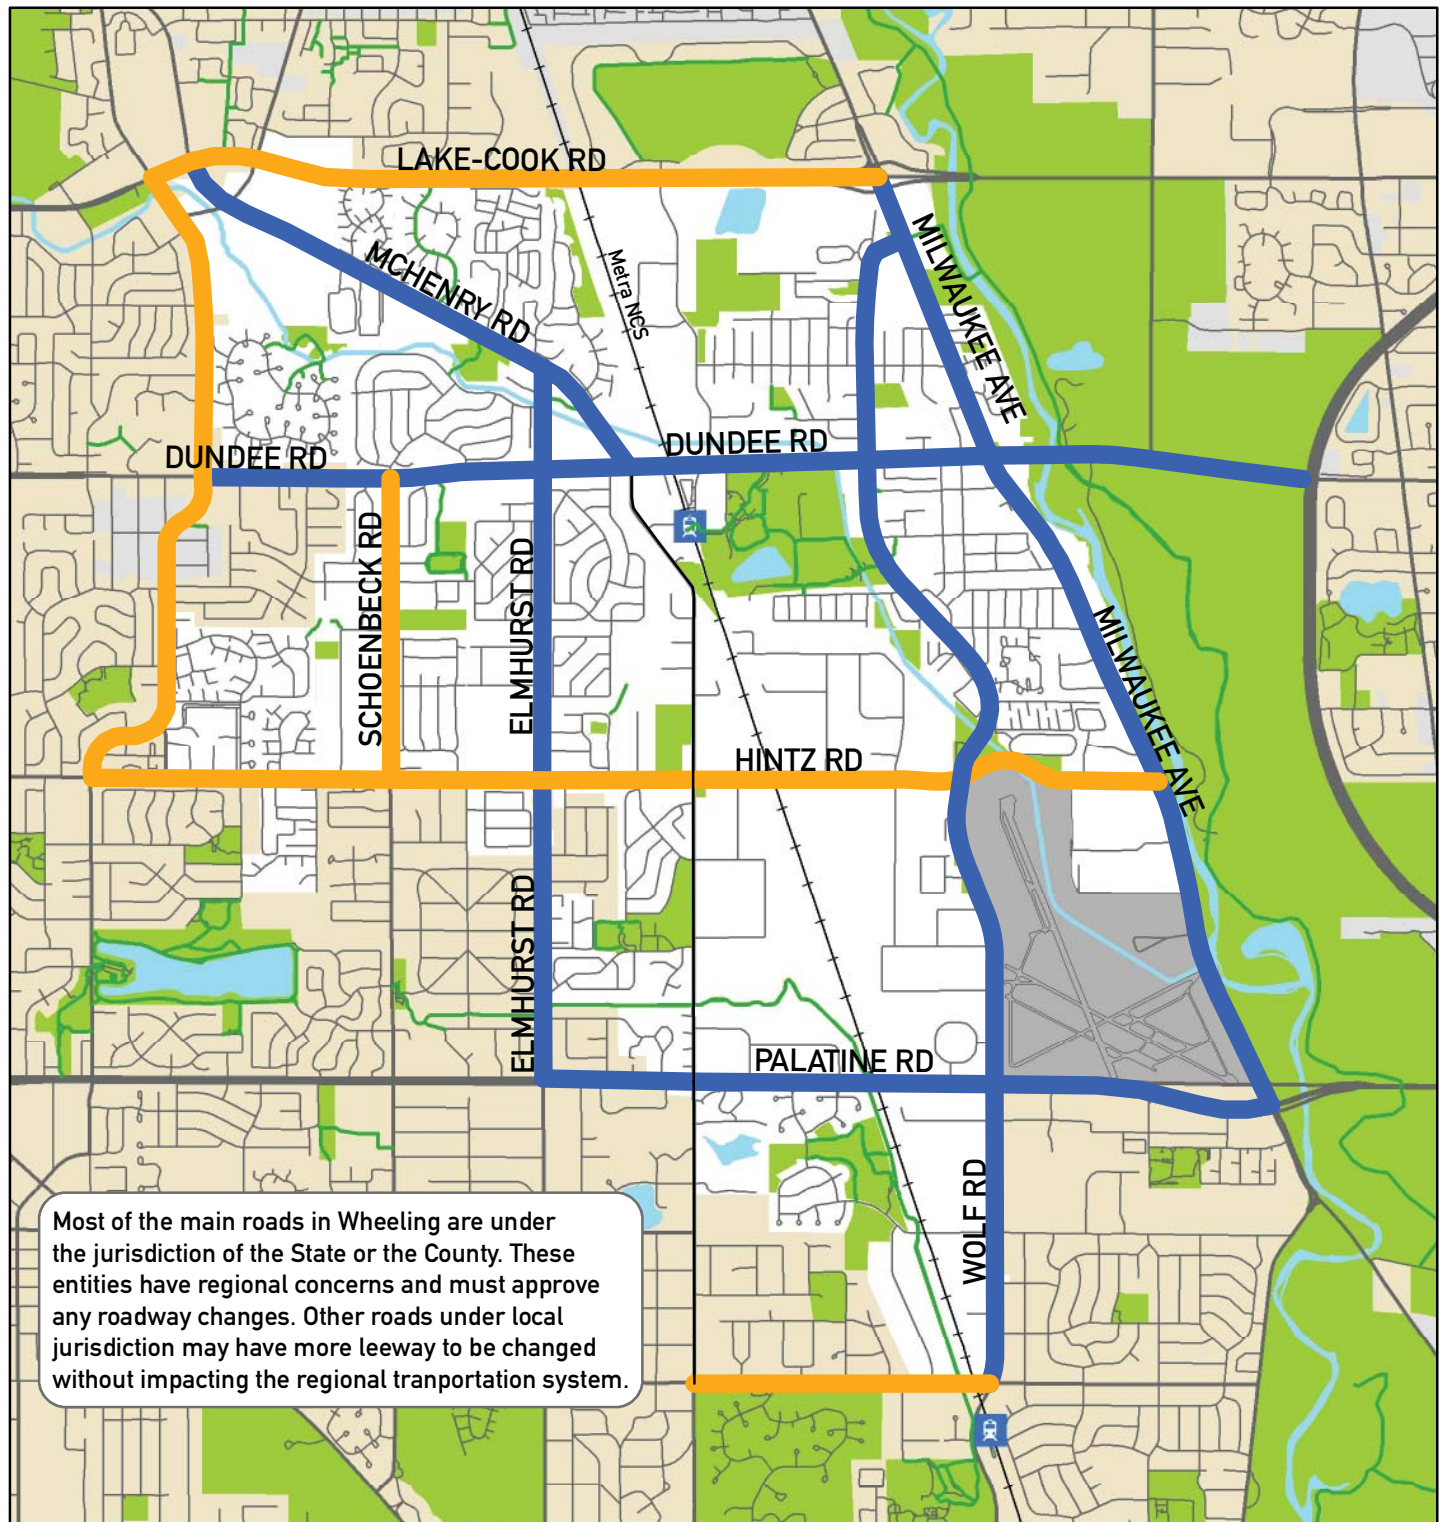 LAKE-COOK RD
MILWAUKEE AVE
MCHENRY RD
Metra NCS
DUNDEE RD
DUNDEE RD
SCHOENBECK RD
ELMHURST RD
MILWAUKEE AVE
HINTZ RD
ELMHURST RD
PALATINE RD
WOLF RD
Most of the main roads in Wheeling are under
the jurisdiction of the State or the County. These
entities have regional concerns and must approve
any roadway changes. Other roads under local
jurisdiction may have more leeway to be changed
without impacting the regional tranportation system.